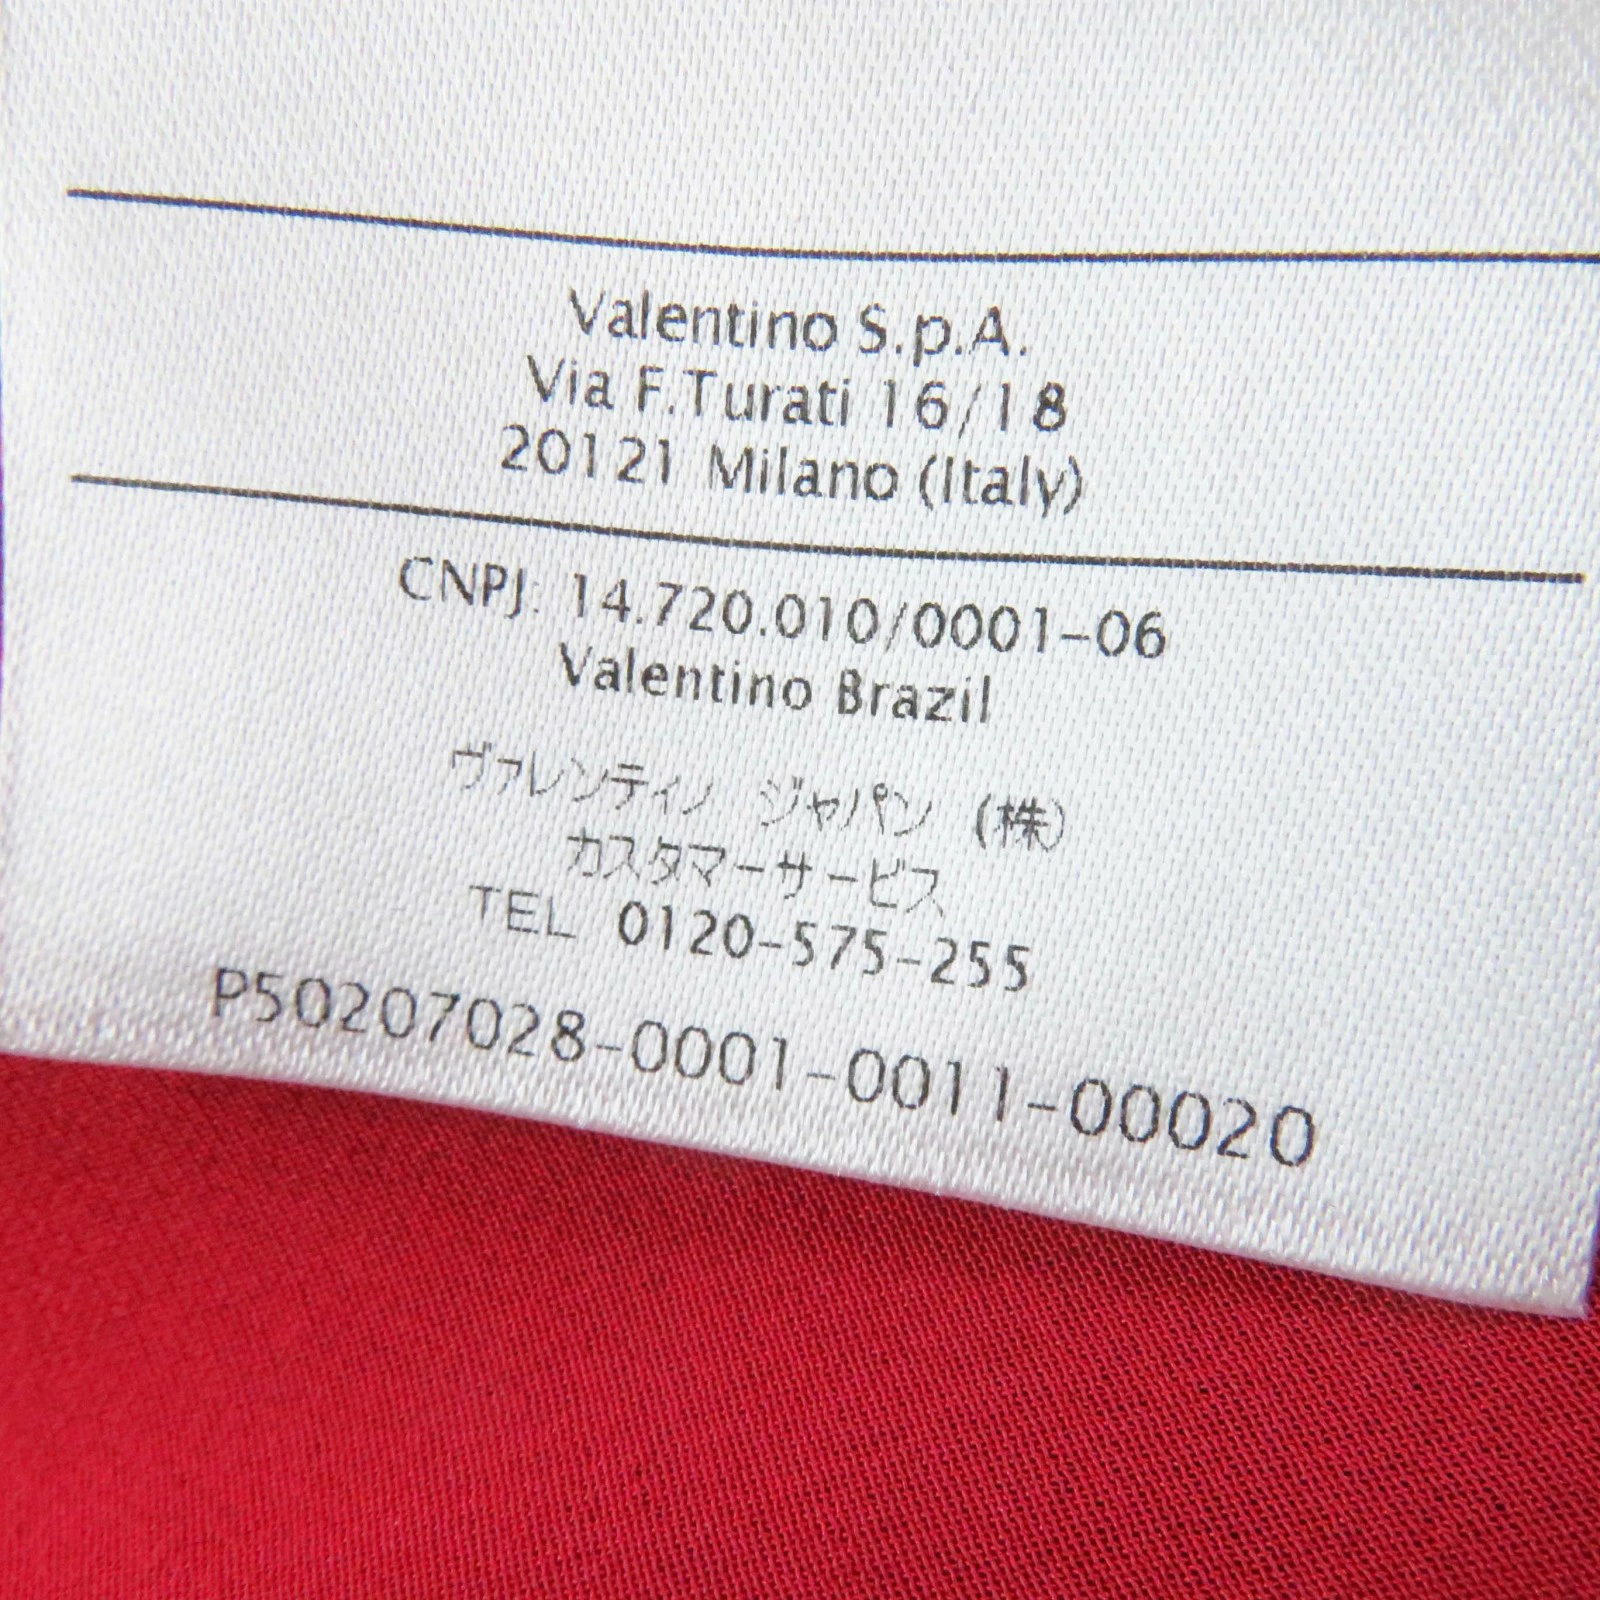 Valentino S.p.A.
Via F.Turati 16/18
20121 Milano (Italy)
CNPJ: 14.720.010/0001-06
Valentino Brazil
ヴァレンティノ ジャパン (株)
カスタマーサービス
TEL 0120-575-255
P50207028-0001-0011-00020